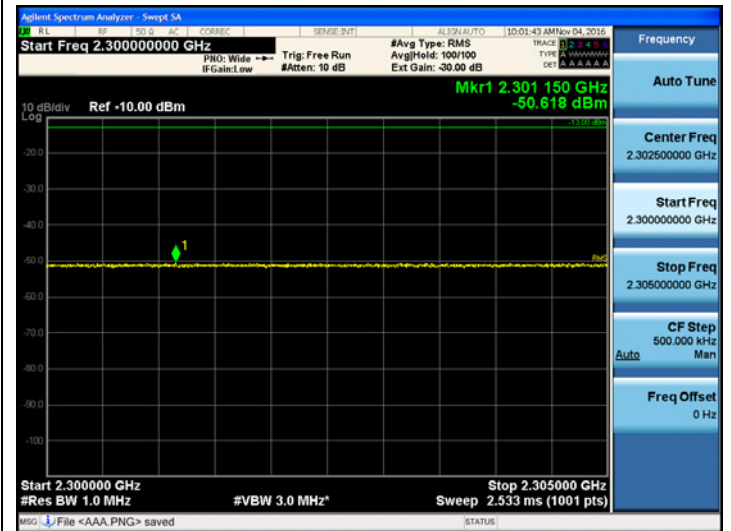 Agilent Spectrum Analyzer - Swept SA
RL RF 50 Ω AC CORREC SENSE:INT ALIGN AUTO 10:01:43 AM Nov 04, 2016
Start Freq 2.300000000 GHz
PNO: Wide
IFGain:Low
Trig: Free Run
#Atten: 10 dB
#Avg Type: RMS
Avg|Hold: 100/100
Ext Gain: -30.00 dB
TRACE 1 2 3 4 5 6
TYPE A
DET A A A A A A
Mkr1 2.301 150 GHz
-50.618 dBm
10 dB/div Ref -10.00 dBm
Log
-13.00 dBm
-20.0
-30.0
-40.0
1
-50.0
RMS
-60.0
-70.0
-80.0
-90.0
-100
Start 2.300000 GHz Stop 2.305000 GHz
#Res BW 1.0 MHz #VBW 3.0 MHz* Sweep 2.533 ms (1001 pts)
MSG File <AAA.PNG> saved STATUS
Frequency
Auto Tune
Center Freq
2.302500000 GHz
Start Freq
2.300000000 GHz
Stop Freq
2.305000000 GHz
CF Step
500.000 kHz
Auto Man
Freq Offset
0 Hz